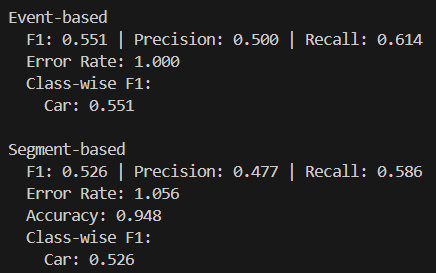 Event-based
F1: 0.551 | Precision: 0.500 | Recall: 0.614
Error Rate: 1.000
Class-wise F1:
Car: 0.551
Segment-based
F1: 0.526 | Precision: 0.477 | Recall: 0.586
Error Rate: 1.056
Accuracy: 0.948
Class-wise F1:
Car: 0.526